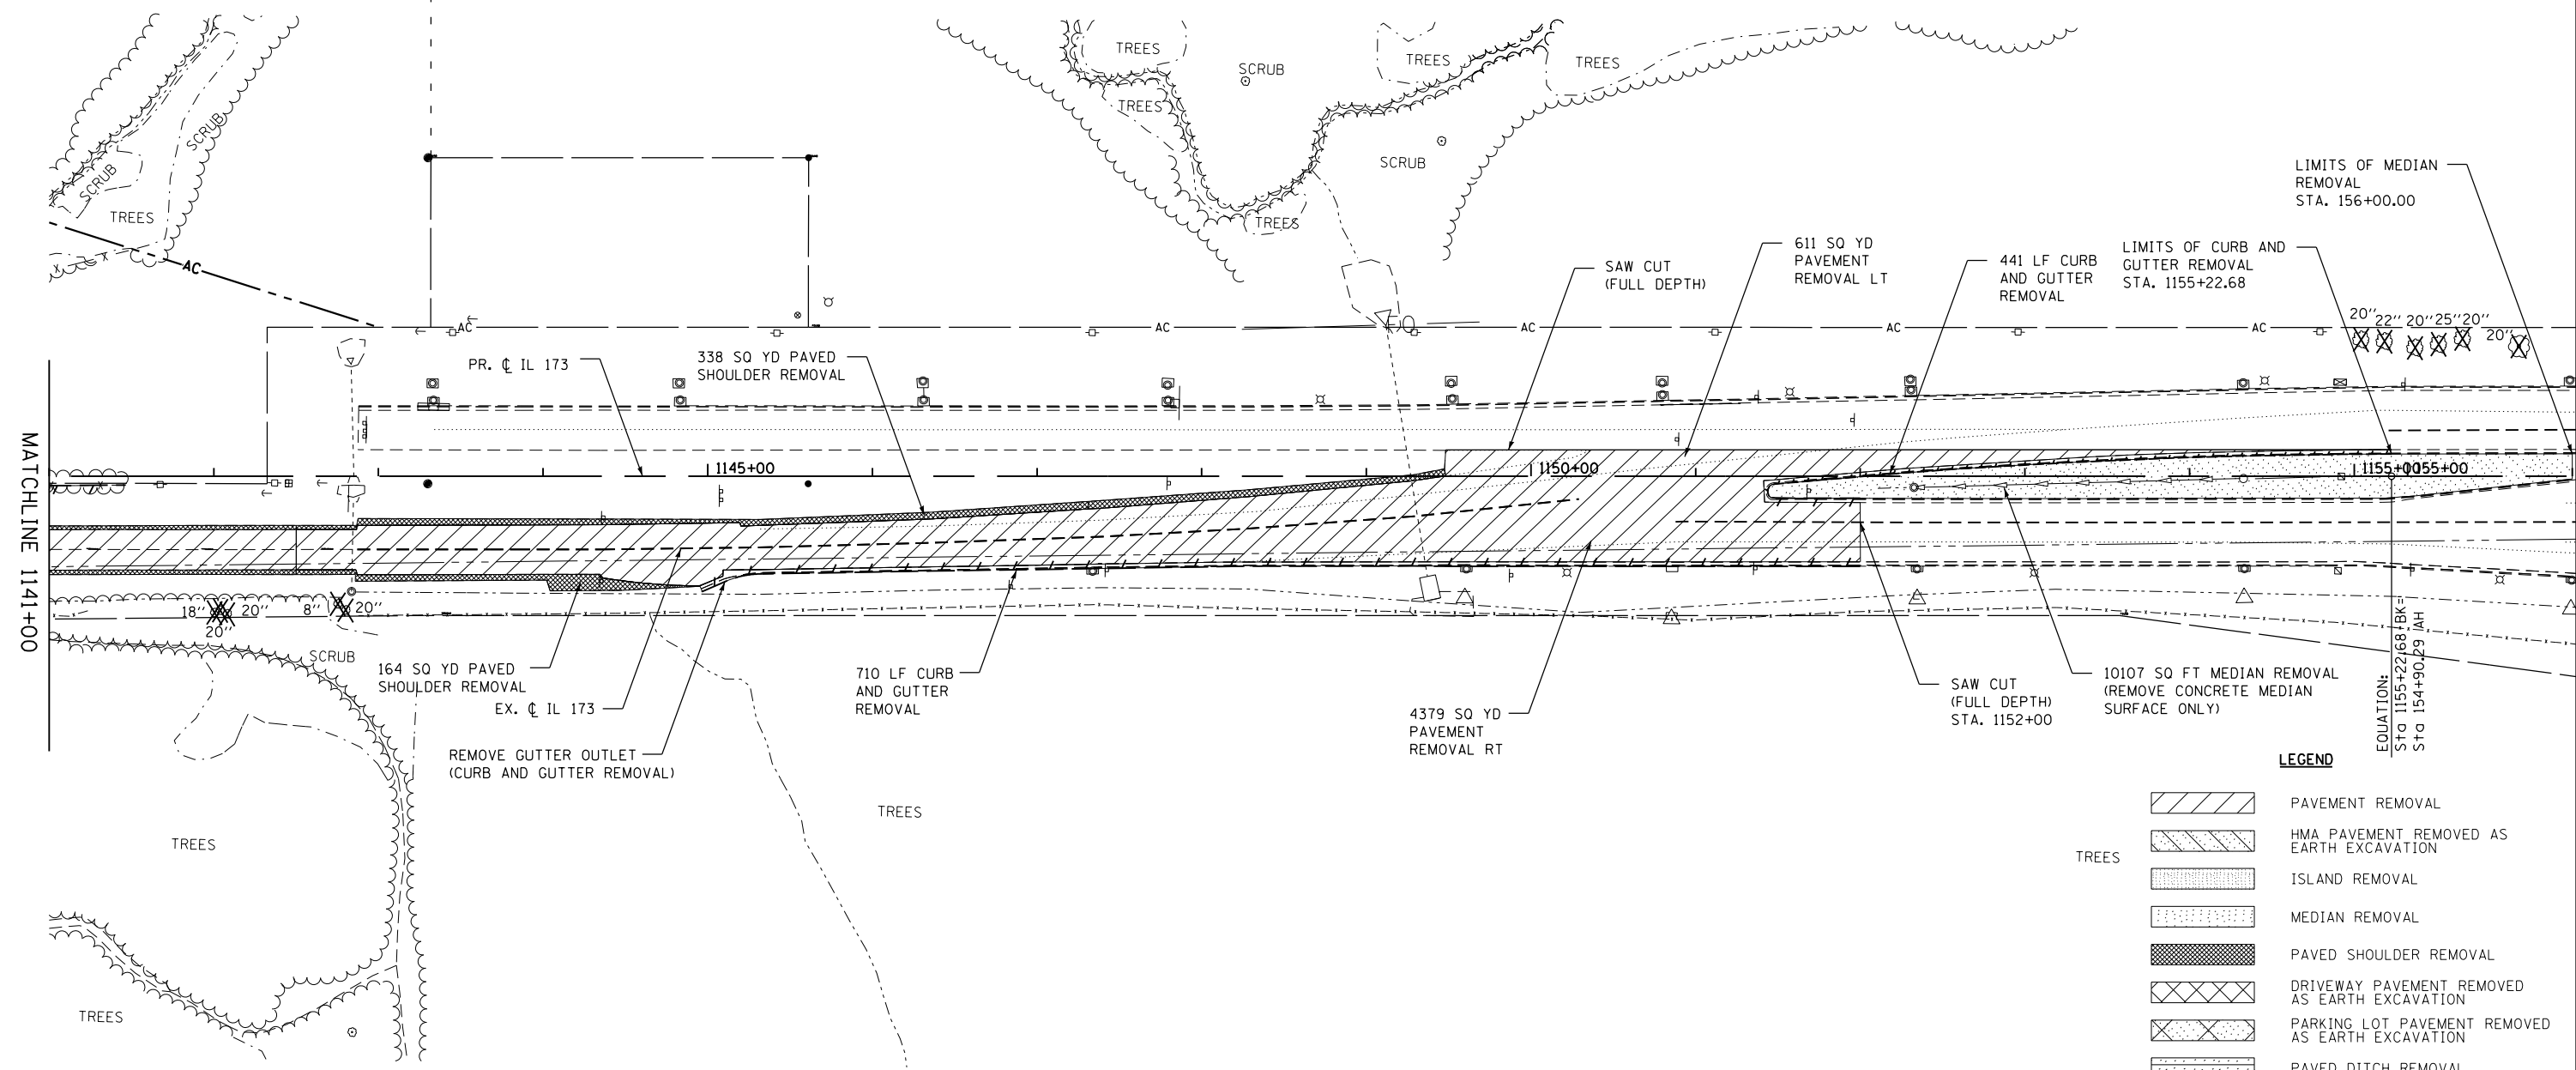 TREES
SCRUB
TREES
TREES
TREES
SCRUB
SCRUB
SCRUB
TREES
TREES
LIMITS OF MEDIAN
REMOVAL
STA. 156+00.00
611 SQ YD
PAVEMENT
REMOVAL LT
LIMITS OF CURB AND
GUTTER REMOVAL
STA. 1155+22.68
441 LF CURB
AND GUTTER
REMOVAL
SAW CUT
(FULL DEPTH)
AC
AC
AC
AC
AC
AC
20"
22"
20"
25"
20"
20"
PR. ℄ IL 173
338 SQ YD PAVED
SHOULDER REMOVAL
MATCHLINE 1141+00
1145+00
1150+00
1155+00
155+00
18"
20"
20"
8"
20"
SCRUB
164 SQ YD PAVED
SHOULDER REMOVAL
EX. ℄ IL 173
REMOVE GUTTER OUTLET
(CURB AND GUTTER REMOVAL)
710 LF CURB
AND GUTTER
REMOVAL
4379 SQ YD
PAVEMENT
REMOVAL RT
SAW CUT
(FULL DEPTH)
STA. 1152+00
10107 SQ FT MEDIAN REMOVAL
(REMOVE CONCRETE MEDIAN
SURFACE ONLY)
EQUATION:
Sta 1155+22.68 BK=
Sta 154+90.29 AH
TREES
TREES
TREES
TREES
LEGEND
PAVEMENT REMOVAL
HMA PAVEMENT REMOVED AS
EARTH EXCAVATION
ISLAND REMOVAL
MEDIAN REMOVAL
PAVED SHOULDER REMOVAL
DRIVEWAY PAVEMENT REMOVED
AS EARTH EXCAVATION
PARKING LOT PAVEMENT REMOVED
AS EARTH EXCAVATION
PAVED DITCH REMOVAL